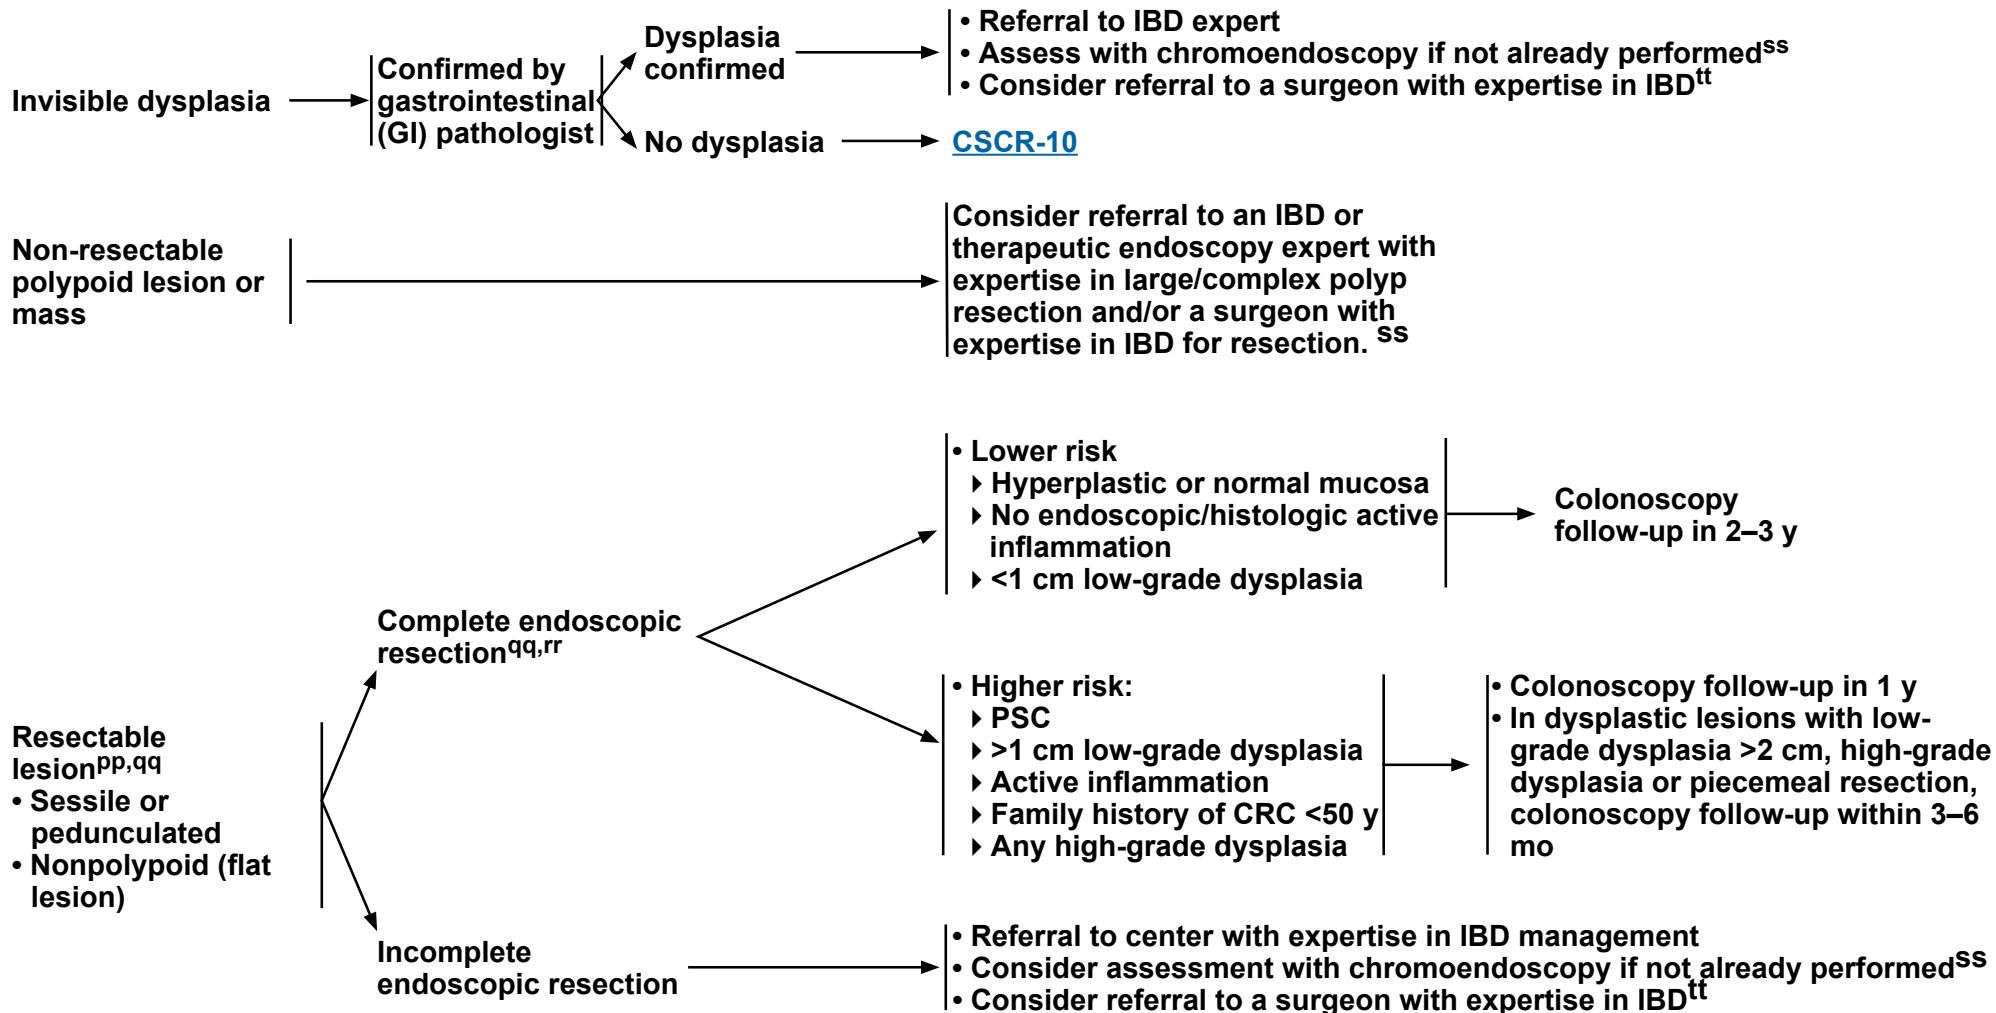 Invisible dysplasia
Confirmed by
gastrointestinal
(GI) pathologist
Dysplasia
confirmed
• Referral to IBD expert
• Assess with chromoendoscopy if not already performedss
• Consider referral to a surgeon with expertise in IBDtt
No dysplasia
CSCR-10
Non-resectable
polypoid lesion or
mass
Consider referral to an IBD or
therapeutic endoscopy expert with
expertise in large/complex polyp
resection and/or a surgeon with
expertise in IBD for resection. ss
Resectable
lesionpp,qq
• Sessile or
pedunculated
• Nonpolypoid (flat
lesion)
Complete endoscopic
resectionqq,rr
• Lower risk
‣ Hyperplastic or normal mucosa
‣ No endoscopic/histologic active
inflammation
‣ <1 cm low-grade dysplasia
Colonoscopy
follow-up in 2–3 y
• Higher risk:
‣ PSC
‣ >1 cm low-grade dysplasia
‣ Active inflammation
‣ Family history of CRC <50 y
‣ Any high-grade dysplasia
• Colonoscopy follow-up in 1 y
• In dysplastic lesions with low-
grade dysplasia >2 cm, high-grade
dysplasia or piecemeal resection,
colonoscopy follow-up within 3–6
mo
Incomplete
endoscopic resection
• Referral to center with expertise in IBD management
• Consider assessment with chromoendoscopy if not already performedss
• Consider referral to a surgeon with expertise in IBDtt